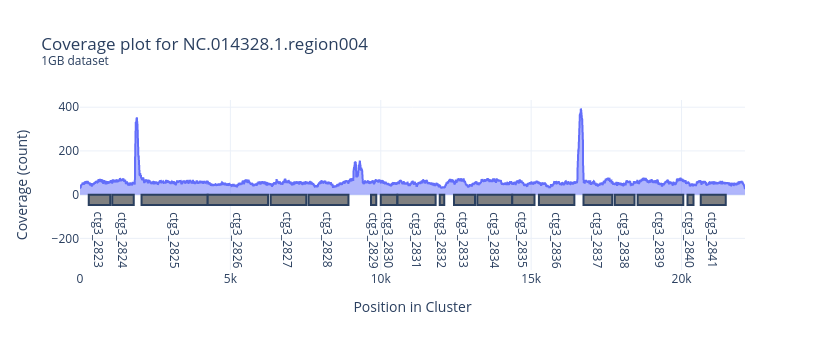 Coverage plot for NC.014328.1.region004
1GB dataset
Coverage (count)
400
200
0
−200
ctg3_2823
ctg3_2824
ctg3_2825
ctg3_2826
ctg3_2827
ctg3_2828
ctg3_2829
ctg3_2830
ctg3_2831
ctg3_2832
ctg3_2833
ctg3_2834
ctg3_2835
ctg3_2836
ctg3_2837
ctg3_2838
ctg3_2839
ctg3_2840
ctg3_2841
0
5k
10k
15k
20k
Position in Cluster